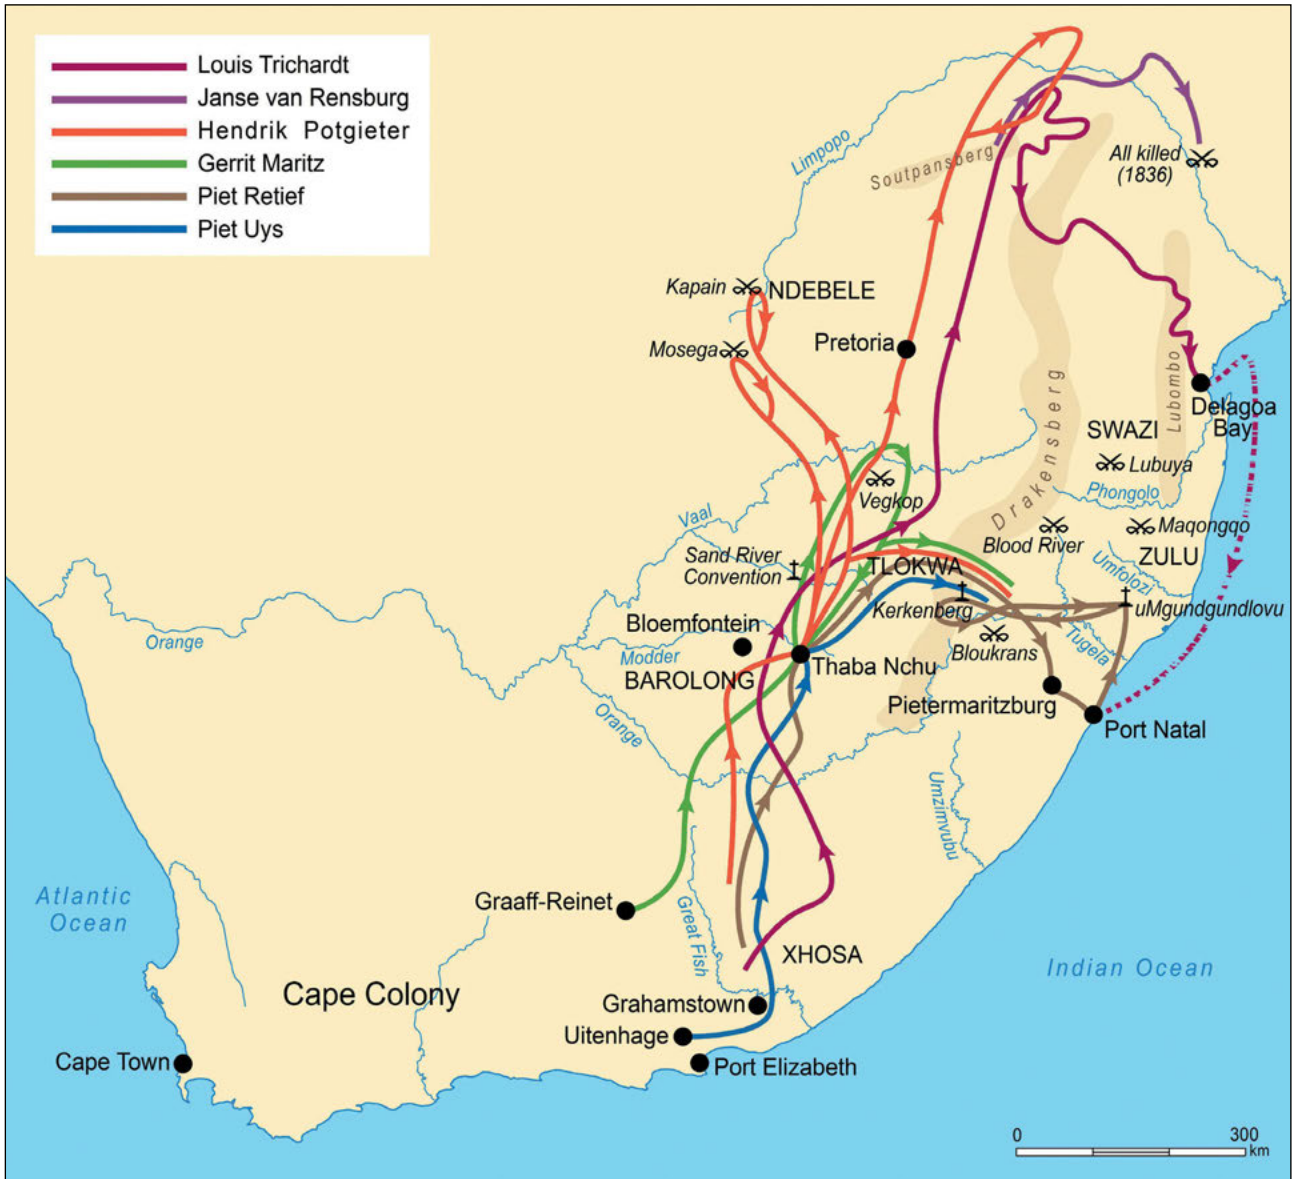 Louis Trichardt
Janse van Rensburg
Hendrik Potgieter
Gerrit Maritz
Piet Retief
Piet Uys
Limpopo
Soutpansberg
All killed
(1836)
Kapain
NDEBELE
Mosega
Pretoria
Drakensberg
Lubombo
Delagoa
Bay
SWAZI
Lubuya
Vegkop
Phongolo
Vaal
Blood River
Maqongqo
ZULU
Sand River
Convention
TLOKWA
Umfolozi
Kerkenberg
uMgundgundlovu
Bloemfontein
Orange
Modder
Bloukrans
Tugela
Thaba Nchu
BAROLONG
Pietermaritzburg
Orange
Port Natal
Umzimvubu
Atlantic
Ocean
Graaff-Reinet
Great Fish
XHOSA
Indian Ocean
Cape Colony
Grahamstown
Uitenhage
Cape Town
Port Elizabeth
0 300
km